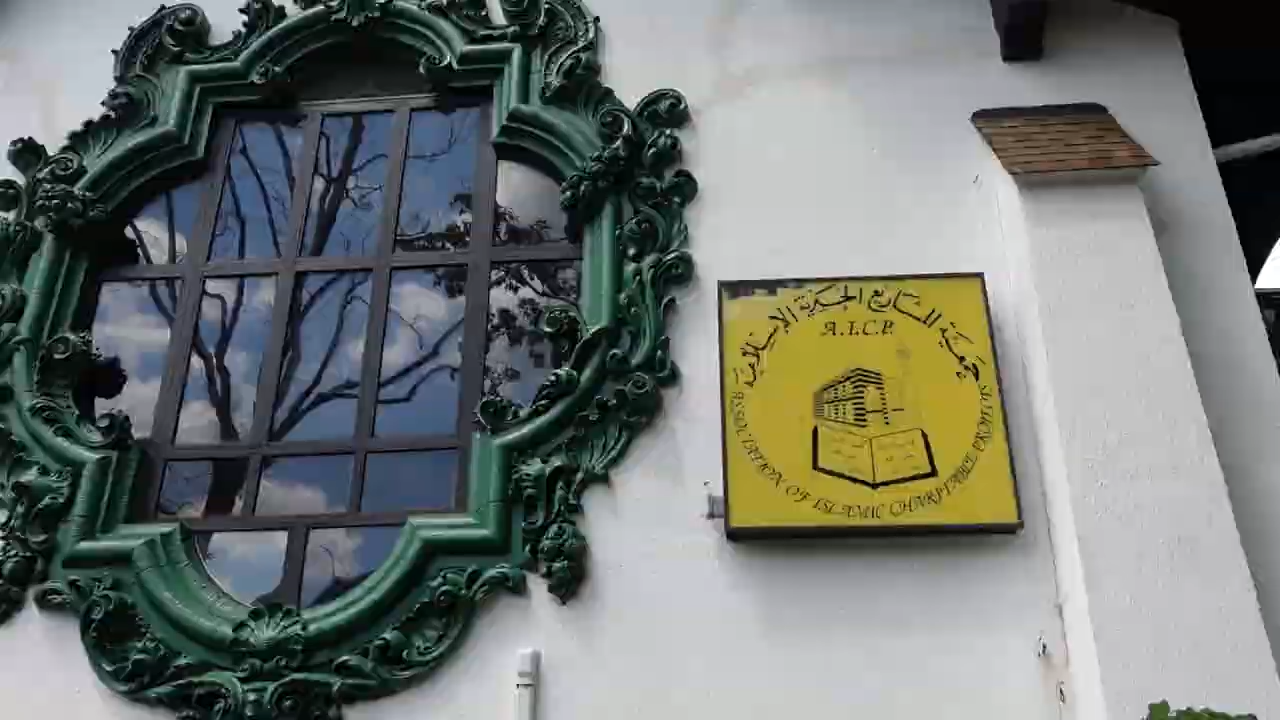 جمعية المشاريع الخيرية الإسلامية
A.I.C.P.
ASSOCIATION OF ISLAMIC CHARITABLE PROJECTS